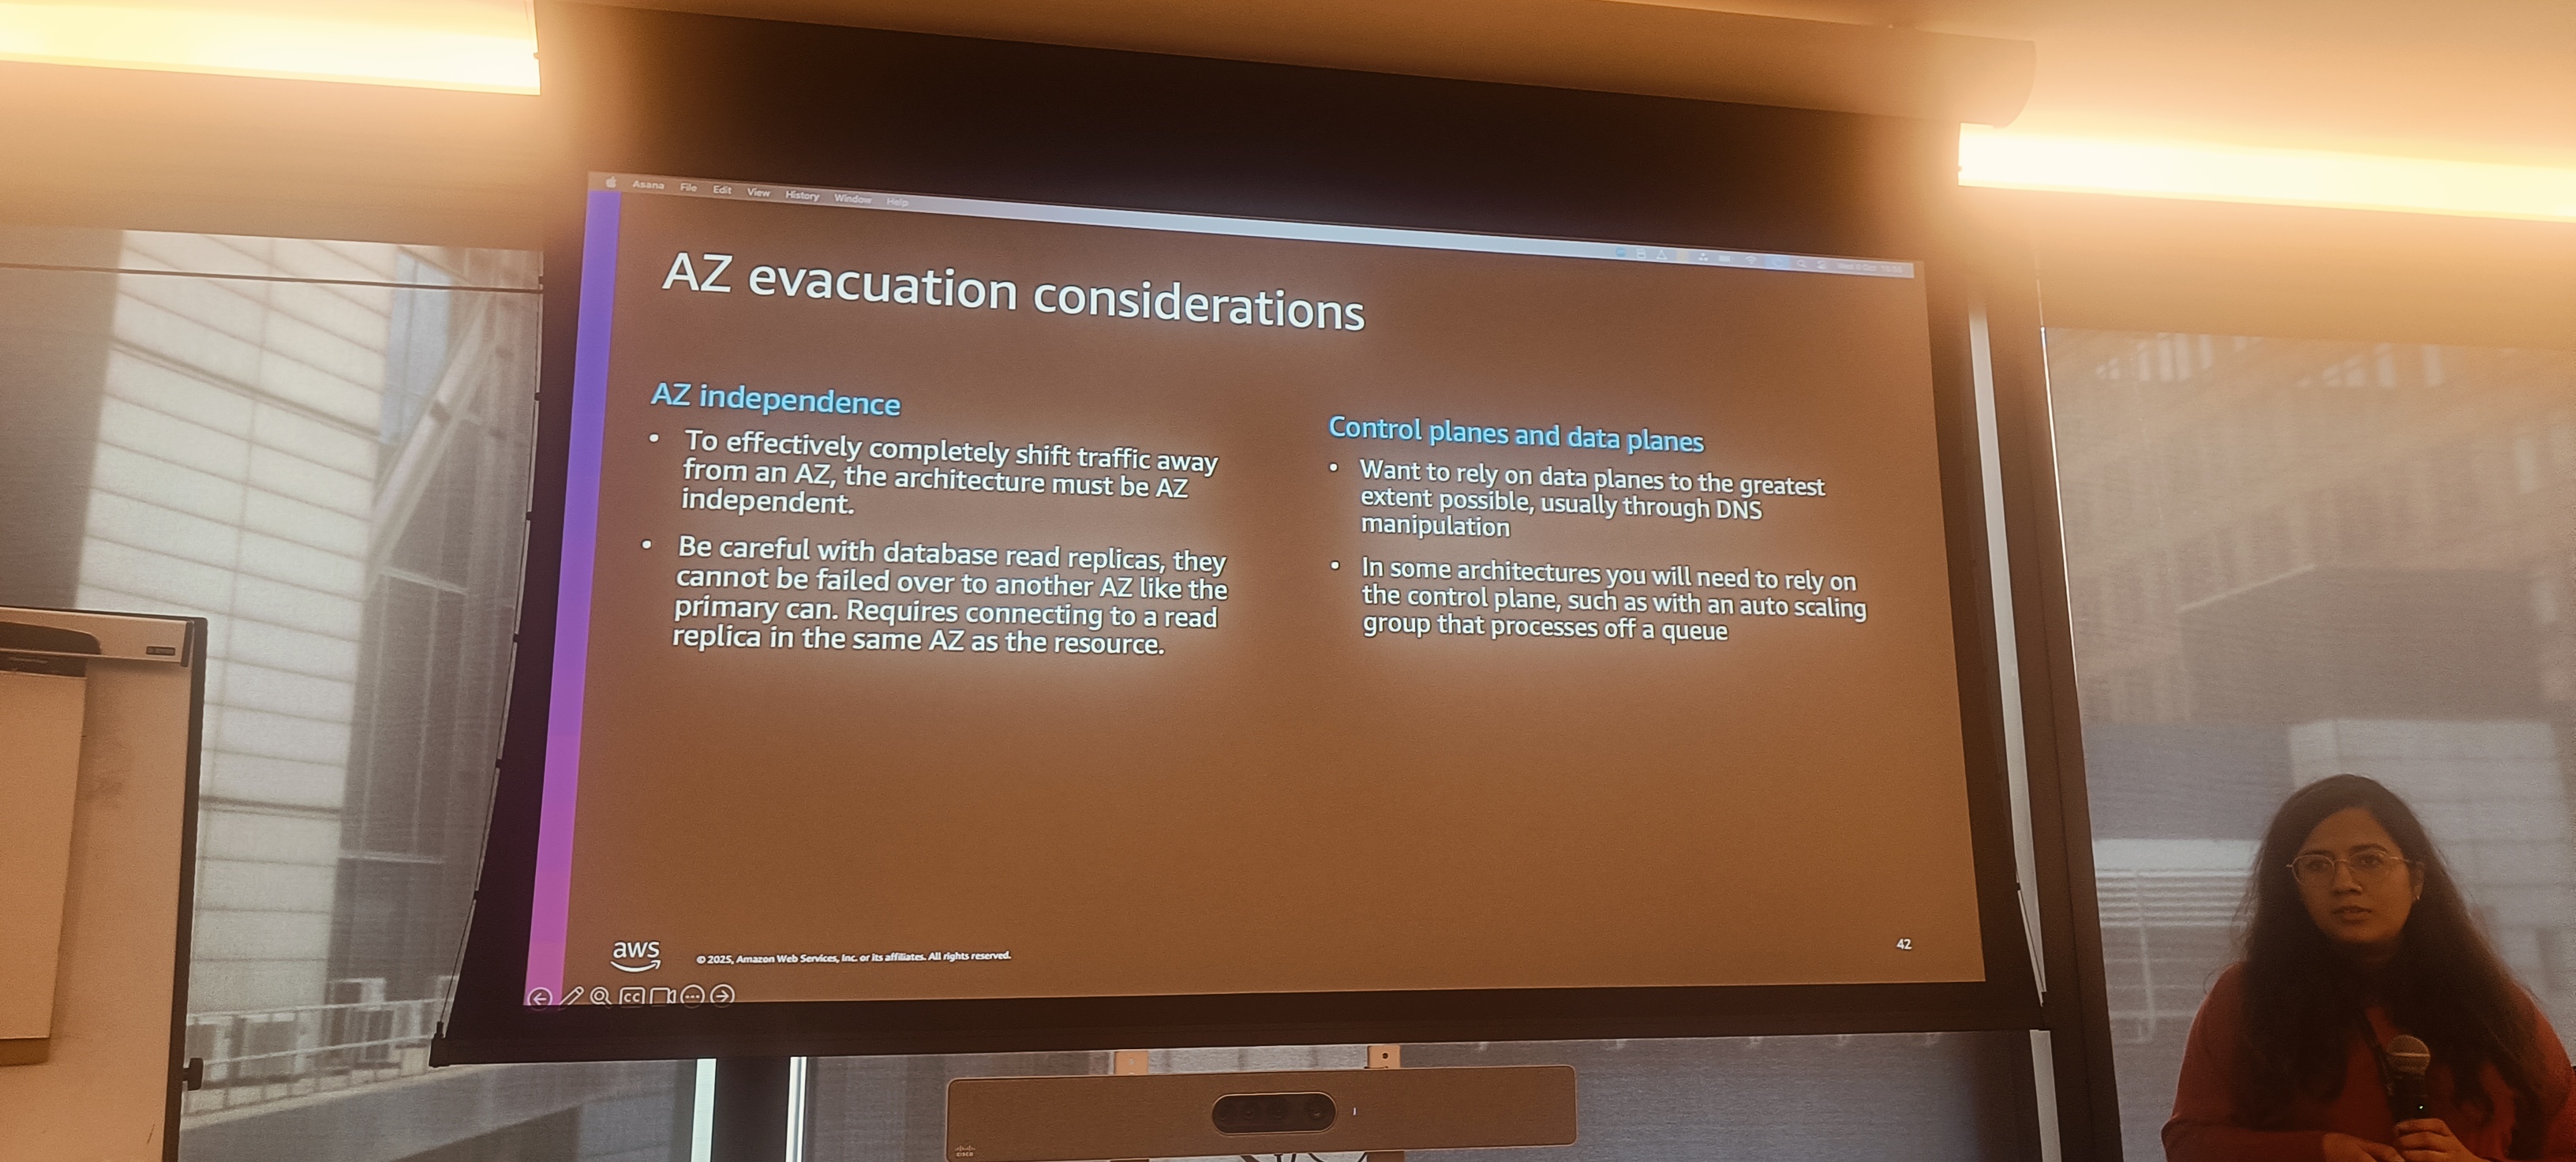 Asana File Edit View History Window Help
AZ evacuation considerations
AZ independence
• To effectively completely shift traffic away
from an AZ, the architecture must be AZ
independent.
• Be careful with database read replicas, they
cannot be failed over to another AZ like the
primary can. Requires connecting to a read
replica in the same AZ as the resource.
Control planes and data planes
• Want to rely on data planes to the greatest
extent possible, usually through DNS
manipulation
• In some architectures you will need to rely on
the control plane, such as with an auto scaling
group that processes off a queue
aws
© 2025, Amazon Web Services, Inc. or its affiliates. All rights reserved.
42
CC
CISCO